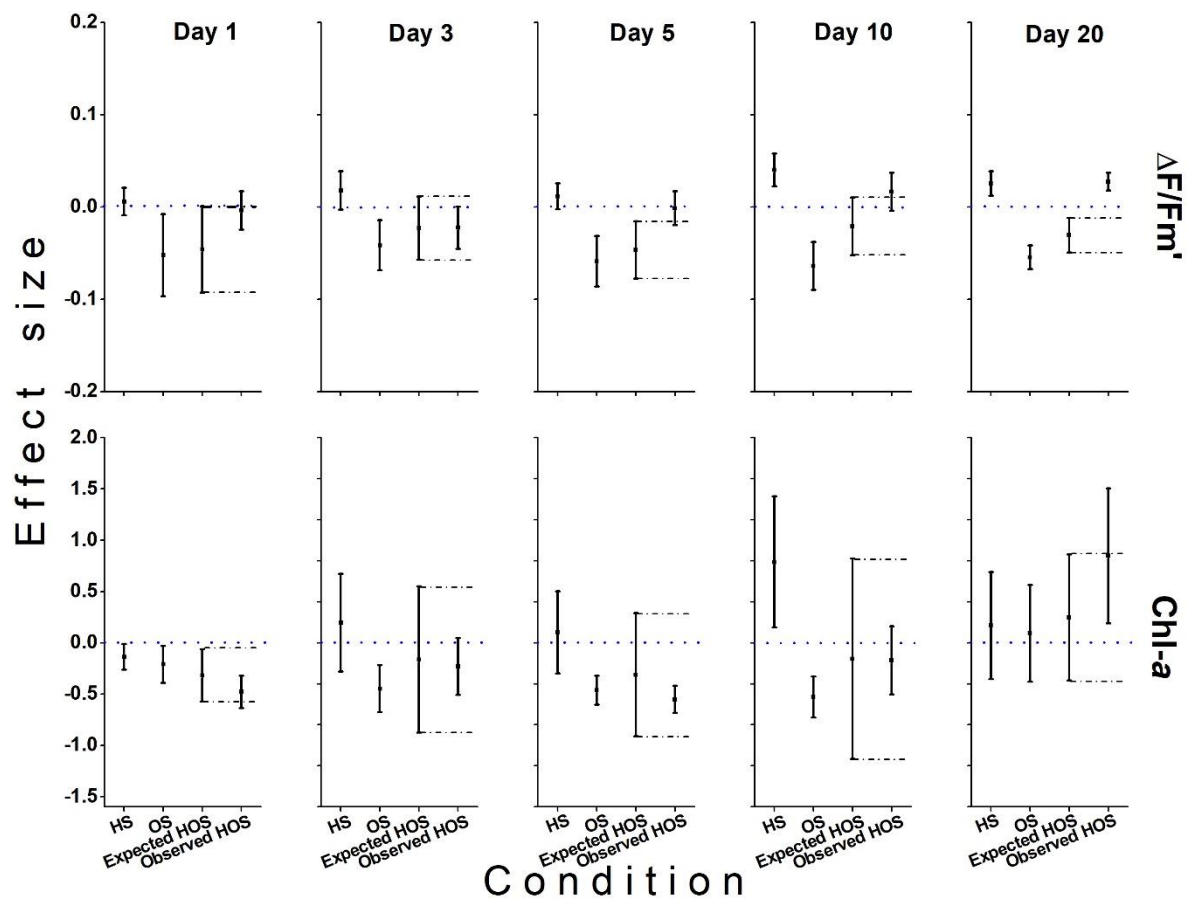 Day 1 Day 3 Day 5 Day 10 Day 20
0.2
0.1
0.0
-0.1
-0.2
ΔF/Fm'
Effect size
2.0
1.5
1.0
0.5
0.0
-0.5
-1.0
-1.5
Chl-a
HS OS Expected HOS Observed HOS
HS OS Expected HOS Observed HOS
HS OS Expected HOS Observed HOS
HS OS Expected HOS Observed HOS
HS OS Expected HOS Observed HOS
Condition